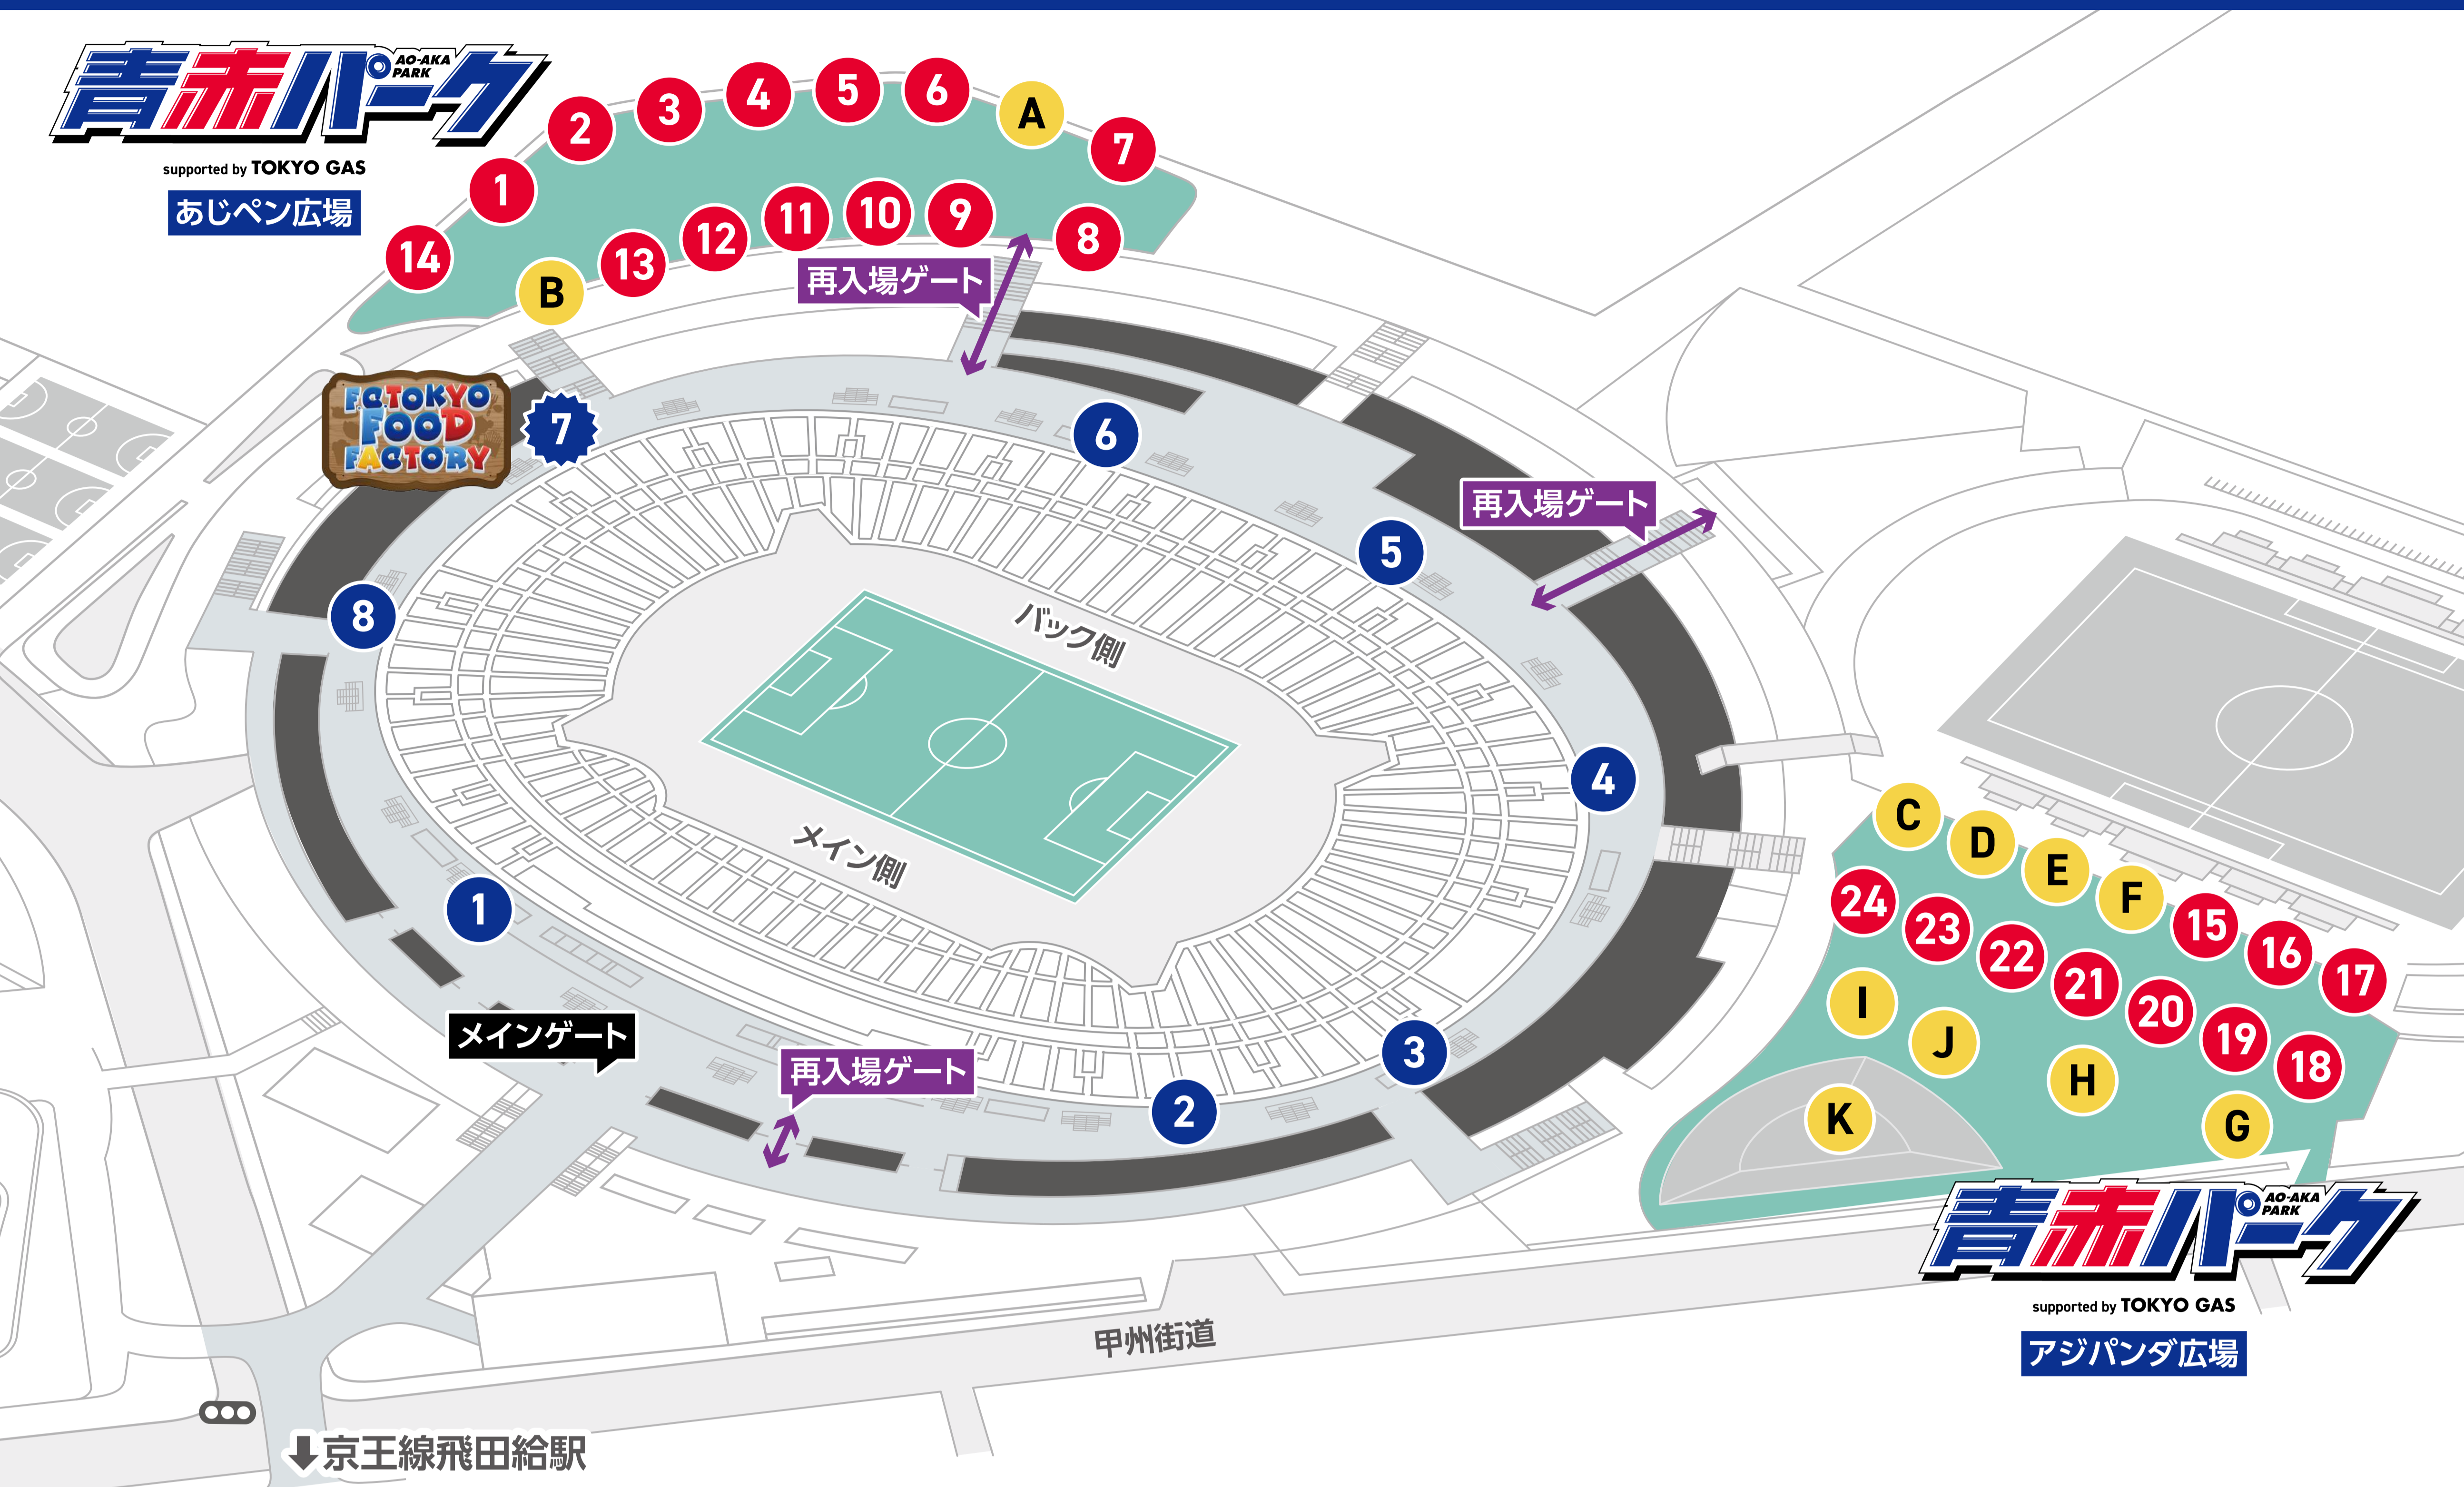 青赤パーク
AO-AKA
PARK
supported by TOKYO GAS
あじペン広場
1
2
3
4
5
6
A
7
14
B
13
12
11
10
9
8
再入場ゲート
F.C.TOKYO
FOOD
FACTORY
7
6
再入場ゲート
5
8
バック側
4
メイン側
1
メインゲート
再入場ゲート
3
2
C
D
E
F
15
16
17
24
23
22
21
20
19
18
I
J
H
K
G
青赤パーク
AO-AKA
PARK
supported by TOKYO GAS
アジパンダ広場
甲州街道
京王線飛田給駅